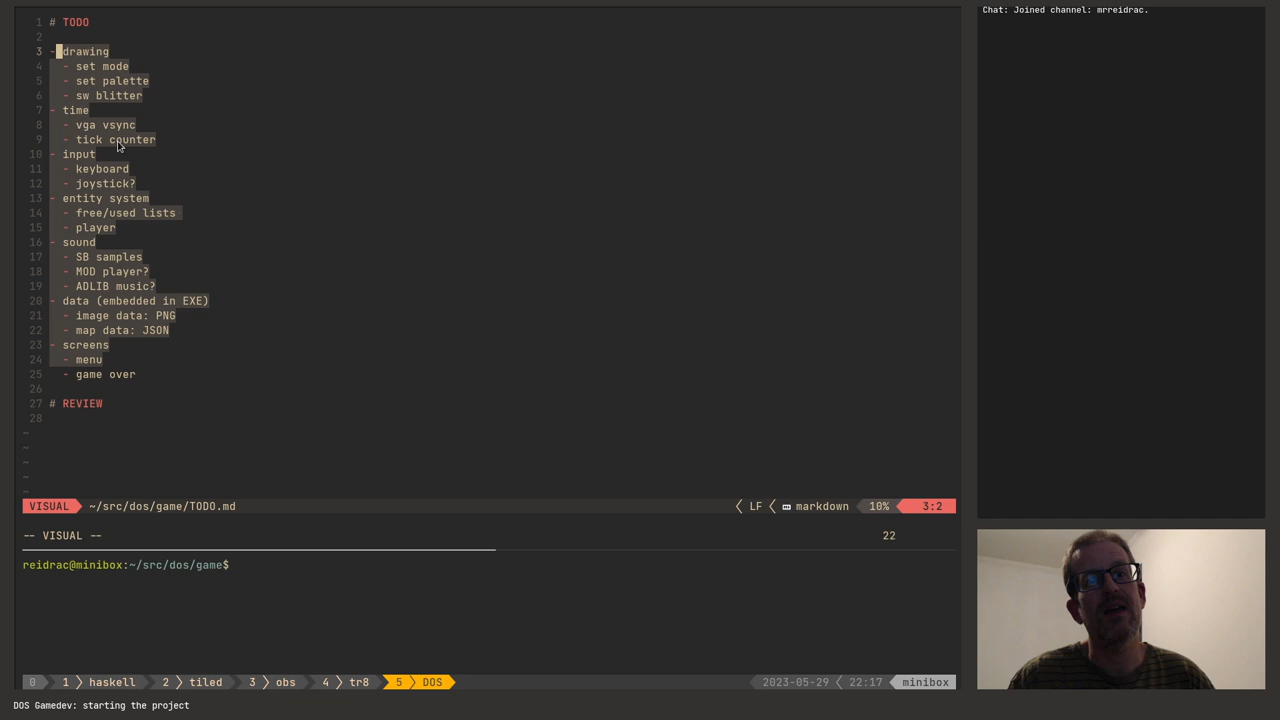 Chat: Joined channel: mrreidrac.
1 # TODO
2
3 - drawing
4 - set mode
5 - set palette
6 - sw blitter
7 - time
8 - vga vsync
9 - tick counter
10 - input
11 - keyboard
12 - joystick?
13 - entity system
14 - free/used lists
15 - player
16 - sound
17 - SB samples
18 - MOD player?
19 - ADLIB music?
20 - data (embedded in EXE)
21 - image data: PNG
22 - map data: JSON
23 - screens
24 - menu
25 - game over
26
27 # REVIEW
28
~
~
~
~
~
VISUAL ~/src/dos/game/TODO.md LF markdown 10% 3:2
-- VISUAL -- 22
reidrac@minibox:~/src/dos/game$
0 1 haskell 2 tiled 3 obs 4 tr8 5 DOS 2023-05-29 22:17 minibox
DOS Gamedev: starting the project